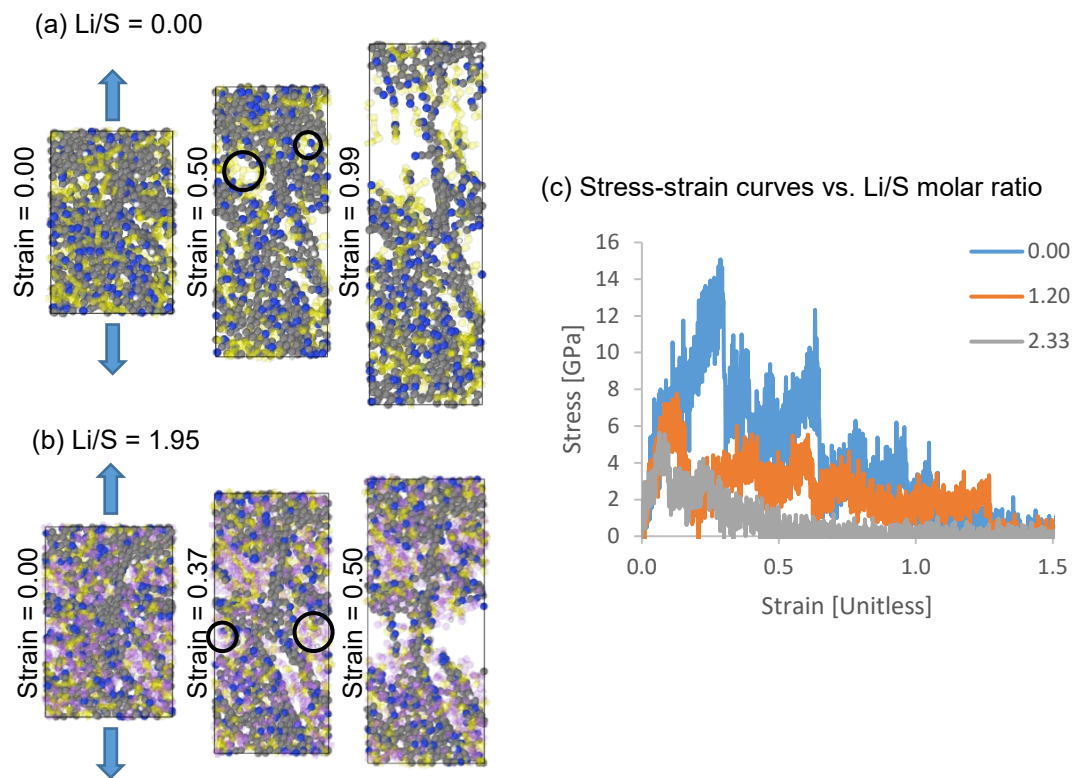 (a) Li/S = 0.00
Strain = 0.00
Strain = 0.50
Strain = 0.99
(b) Li/S = 1.95
Strain = 0.00
Strain = 0.37
Strain = 0.50
(c) Stress-strain curves vs. Li/S molar ratio
Stress [GPa]
16
14
12
10
8
6
4
2
0
0.0
0.5
1.0
1.5
Strain [Unitless]
0.00
1.20
2.33